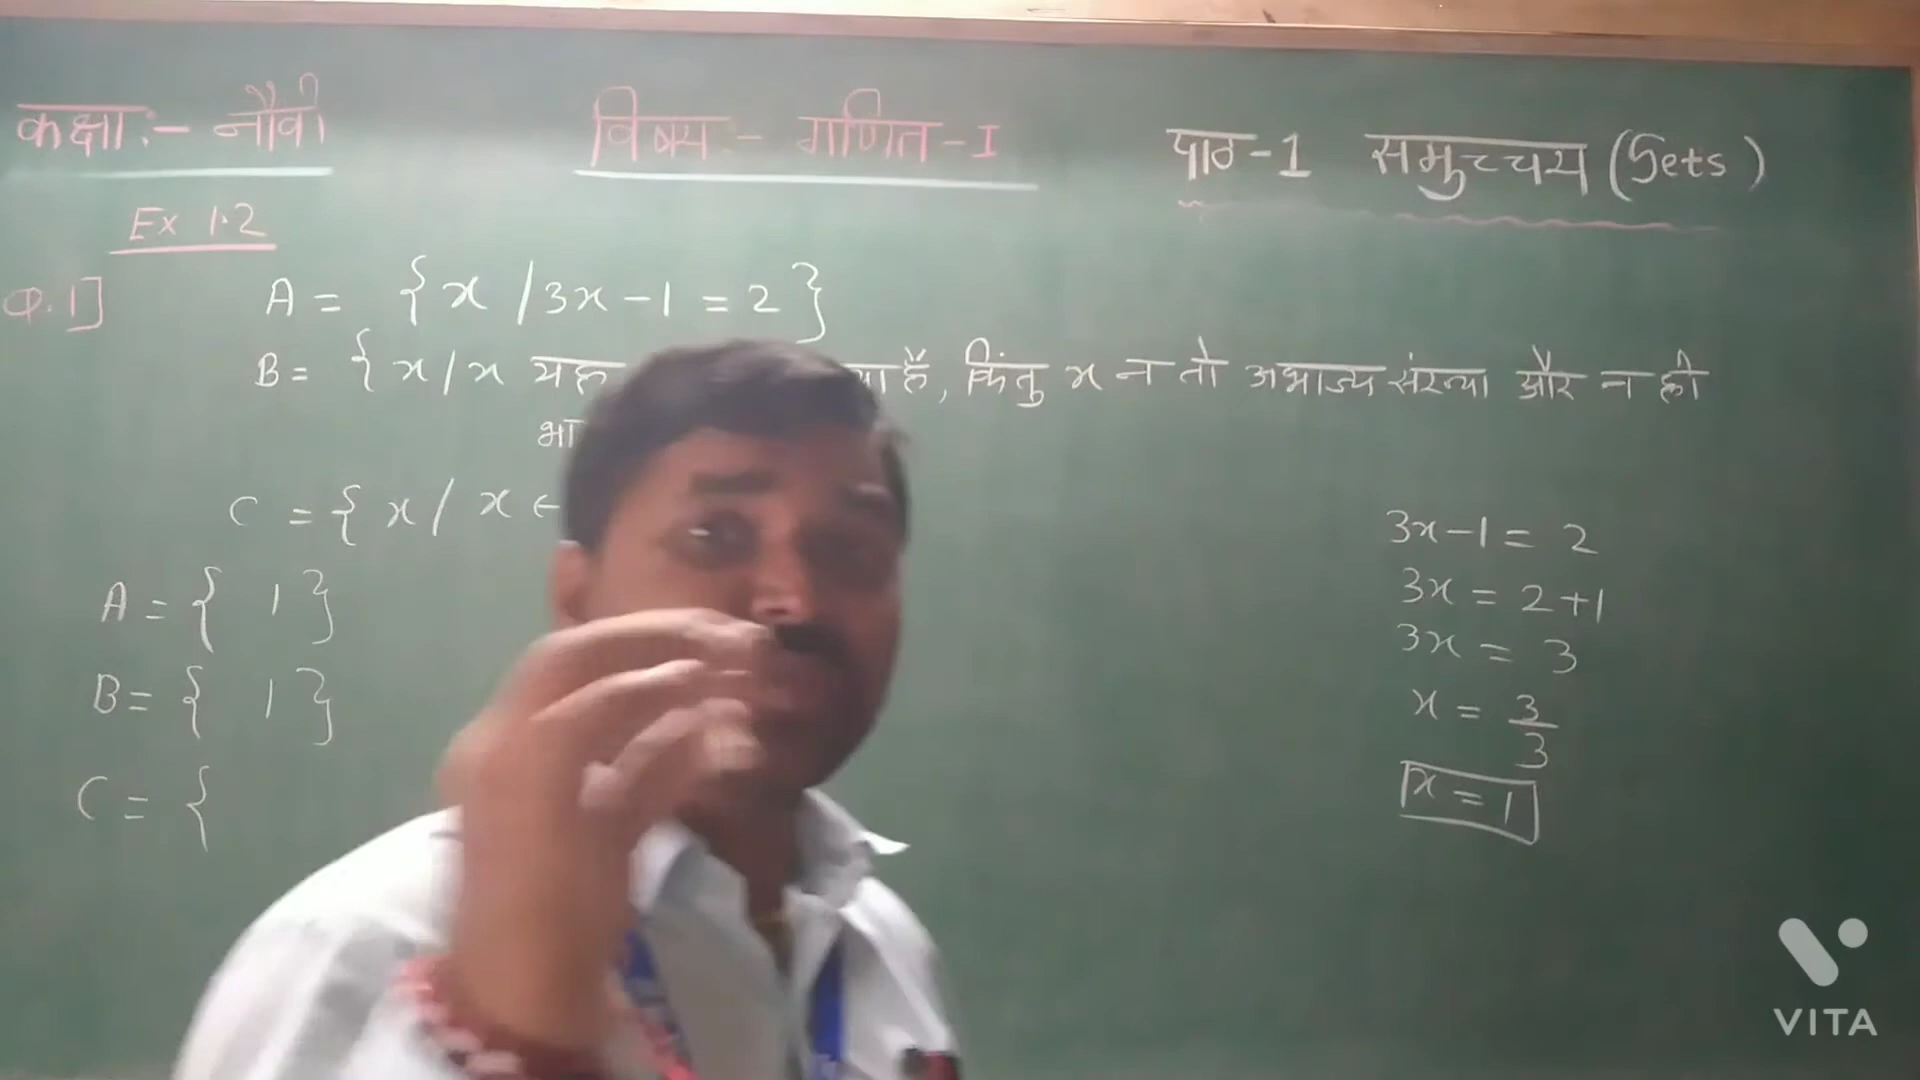 कक्षा:- नौवी विषय:- गणित-I पाठ-1 समुच्चय (Sets)
Ex 1.2
Q.1] A = {x /3x-1 = 2}
B = {x/x यह है, किंतु x न तो अभाज्य संख्या और न ही
C = {x/ x ∈
3x-1 = 2
A = { 1 }
3x = 2+1
3x = 3
B = { 1 }
x = 3/3
C = {
x = 1
VITA